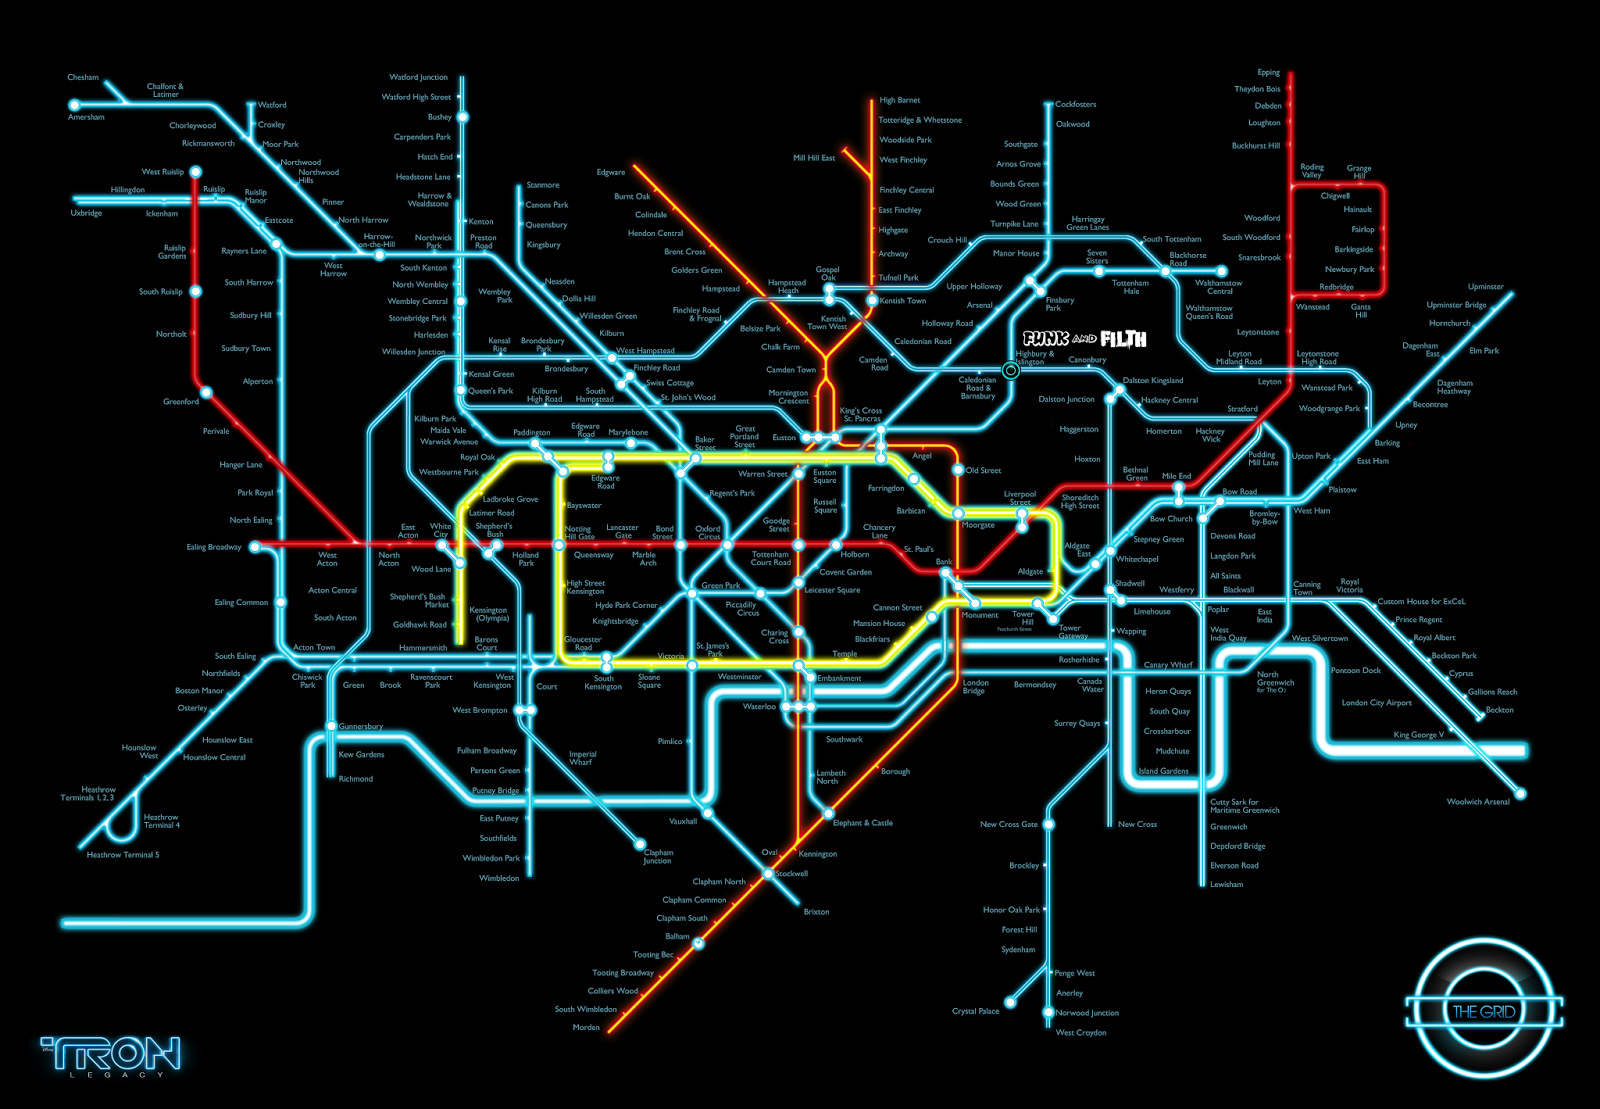 Chesham
Chalfont &
Latimer
Amersham
Watford
Croxley
Chorleywood
Rickmansworth
Moor Park
Northwood
Northwood
Hills
West Ruislip
Hillingdon
Ruislip
Ruislip
Manor
Pinner
Uxbridge
Ickenham
Eastcote
North Harrow
Rayners Lane
Harrow-
on-the-Hill
Ruislip
Gardens
West
Harrow
South Ruislip
South Harrow
Sudbury Hill
Northolt
Sudbury Town
Alperton
Greenford
Perivale
Hanger Lane
Park Royal
North Ealing
Ealing Broadway
West
Acton
North
Acton
East
Acton
White
City
Shepherd's
Bush
Holland
Park
Notting
Hill Gate
Queensway
Lancaster
Gate
Marble
Arch
Bond
Street
Oxford
Circus
Tottenham
Court Road
Holborn
Chancery
Lane
St. Paul's
Bank
Liverpool
Street
Bethnal
Green
Mile End
Stratford
Leyton
Leytonstone
Watford Junction
Watford High Street
Bushey
Carpenders Park
Hatch End
Headstone Lane
Harrow &
Wealdstone
Kenton
Northwick
Park
Preston
Road
South Kenton
North Wembley
Wembley Central
Wembley
Park
Stonebridge Park
Harlesden
Willesden Junction
Kensal
Rise
Brondesbury
Park
Brondesbury
Kensal Green
Queen's Park
Kilburn
High Road
South
Hampstead
Kilburn Park
Maida Vale
Warwick Avenue
Paddington
Edgware
Road
Marylebone
Royal Oak
Westbourne Park
Ladbroke Grove
Latimer Road
Wood Lane
Shepherd's Bush
Market
Goldhawk Road
Stanmore
Canons Park
Queensbury
Kingsbury
Neasden
Dollis Hill
Willesden Green
Kilburn
West Hampstead
Finchley Road
Swiss Cottage
St. John's Wood
Baker
Street
Great
Portland
Street
Edgware
Road
Bayswater
Regent's Park
Warren Street
Euston
Square
Goodge
Street
Russell
Square
Edgware
Burnt Oak
Colindale
Hendon Central
Brent Cross
Golders Green
Hampstead
Belsize Park
Chalk Farm
Camden Town
Mornington
Crescent
Euston
King's Cross
St. Pancras
Finchley Road
& Frognal
Hampstead
Heath
Gospel
Oak
Kentish
Town West
Camden
Road
Caledonian Road
Caledonian
Road &
Barnsbury
High Barnet
Totteridge & Whetstone
Woodside Park
Mill Hill East
West Finchley
Finchley Central
East Finchley
Highgate
Archway
Tufnell Park
Kentish Town
Cockfosters
Oakwood
Southgate
Arnos Grove
Bounds Green
Wood Green
Turnpike Lane
Manor House
Crouch Hill
Harringay
Green Lanes
South Tottenham
Upper Holloway
Arsenal
Holloway Road
Finsbury
Park
Seven
Sisters
Tottenham
Hale
Blackhorse
Road
Walthamstow
Central
Walthamstow
Queen's Road
FUNK AND FILTH
Highbury &
Islington
Canonbury
Dalston Kingsland
Dalston Junction
Hackney Central
Homerton
Hackney
Wick
Haggerston
Hoxton
Shoreditch
High Street
Leyton
Midland Road
Leytonstone
High Road
Wanstead Park
Woodgrange Park
Epping
Theydon Bois
Debden
Loughton
Buckhurst Hill
Roding
Valley
Grange
Hill
Chigwell
Hainault
Fairlop
Barkingside
Newbury Park
Gants
Hill
Redbridge
Wanstead
Woodford
South Woodford
Snaresbrook
Upminster
Upminster Bridge
Hornchurch
Elm Park
Dagenham
East
Dagenham
Heathway
Becontree
Upney
Barking
East Ham
Upton Park
Plaistow
West Ham
Bromley-
by-Bow
Bow Road
Bow Church
Pudding
Mill Lane
Devons Road
Langdon Park
All Saints
Stepney Green
Whitechapel
Aldgate
East
Aldgate
Angel
Old Street
Farringdon
Barbican
Moorgate
Covent Garden
Leicester Square
Piccadilly
Circus
Green Park
Hyde Park Corner
Knightsbridge
High Street
Kensington
Kensington
(Olympia)
Barons
Court
Gloucester
Road
South
Kensington
Sloane
Square
Victoria
St. James's
Park
Westminster
Charing
Cross
Embankment
Temple
Blackfriars
Mansion House
Cannon Street
Monument
Tower
Hill
Fenchurch Street
Tower
Gateway
Shadwell
Limehouse
Westferry
Poplar
Blackwall
East
India
Canning
Town
Royal
Victoria
Custom House for ExCeL
Prince Regent
Royal Albert
Beckton Park
Cyprus
Gallions Reach
Beckton
West Silvertown
Pontoon Dock
London City Airport
King George V
Woolwich Arsenal
West
India Quay
Canary Wharf
Heron Quays
South Quay
Crossharbour
Mudchute
Island Gardens
Cutty Sark for
Maritime Greenwich
Greenwich
Deptford Bridge
Elverson Road
Lewisham
North
Greenwich
for The O2
Wapping
Rotherhithe
Canada
Water
Surrey Quays
New Cross Gate
New Cross
Brockley
Honor Oak Park
Forest Hill
Sydenham
Penge West
Anerley
Crystal Palace
Norwood Junction
West Croydon
London
Bridge
Bermondsey
Southwark
Waterloo
Lambeth
North
Borough
Elephant & Castle
Pimlico
Vauxhall
Oval
Kennington
Stockwell
Brixton
Clapham North
Clapham Common
Clapham South
Balham
Tooting Bec
Tooting Broadway
Colliers Wood
South Wimbledon
Morden
Ealing Common
Acton Central
South Acton
Acton Town
South Ealing
Northfields
Boston Manor
Osterley
Hounslow East
Hounslow Central
Hounslow
West
Heathrow
Terminals 1, 2, 3
Heathrow
Terminal 4
Heathrow Terminal 5
Hammersmith
Chiswick
Park
Green
Brook
Ravenscourt
Park
West
Kensington
Court
Gunnersbury
Kew Gardens
Richmond
West Brompton
Fulham Broadway
Parsons Green
Putney Bridge
East Putney
Southfields
Wimbledon Park
Wimbledon
Imperial
Wharf
Clapham
Junction
TRON
LEGACY
THE GRID